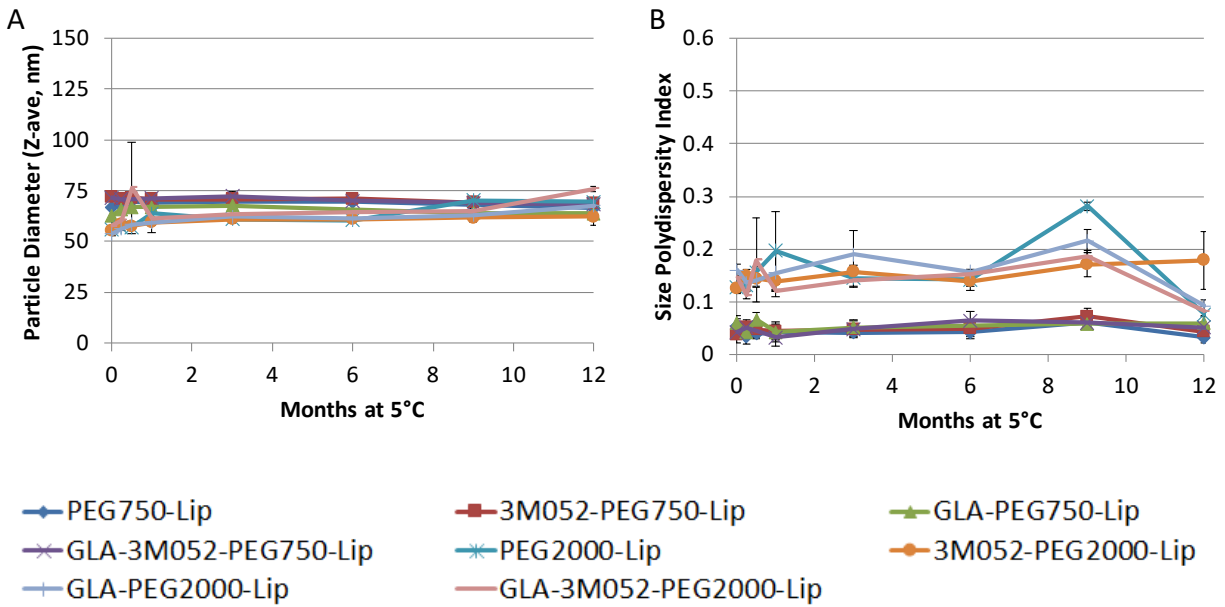 A
Particle Diameter (Z-ave, nm)
150
125
100
75
50
25
0
0 2 4 6 8 10 12
Months at 5°C
B
Size Polydispersity Index
0.6
0.5
0.4
0.3
0.2
0.1
0
0 2 4 6 8 10 12
Months at 5°C
PEG750-Lip 3M052-PEG750-Lip GLA-PEG750-Lip
GLA-3M052-PEG750-Lip PEG2000-Lip 3M052-PEG2000-Lip
GLA-PEG2000-Lip GLA-3M052-PEG2000-Lip